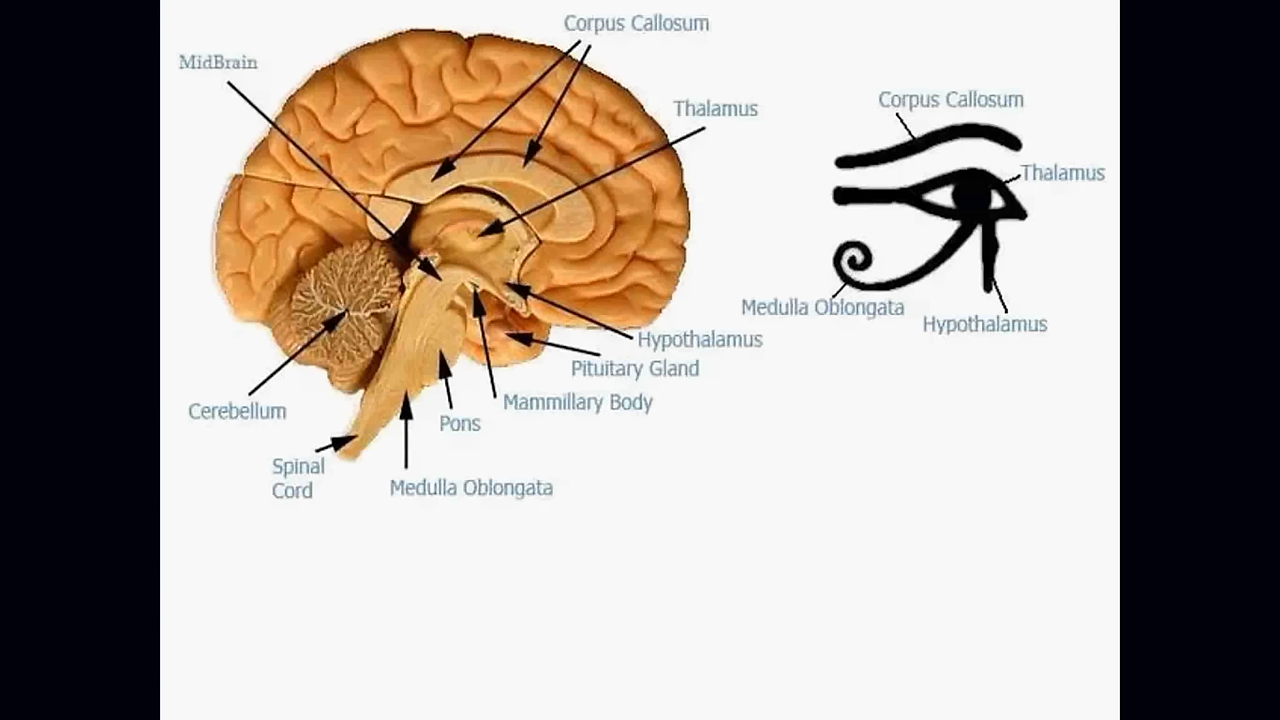 Corpus Callosum
MidBrain
Thalamus
Hypothalamus
Pituitary Gland
Mammillary Body
Cerebellum
Pons
Spinal
Cord
Medulla Oblongata
Corpus Callosum
Thalamus
Medulla Oblongata
Hypothalamus